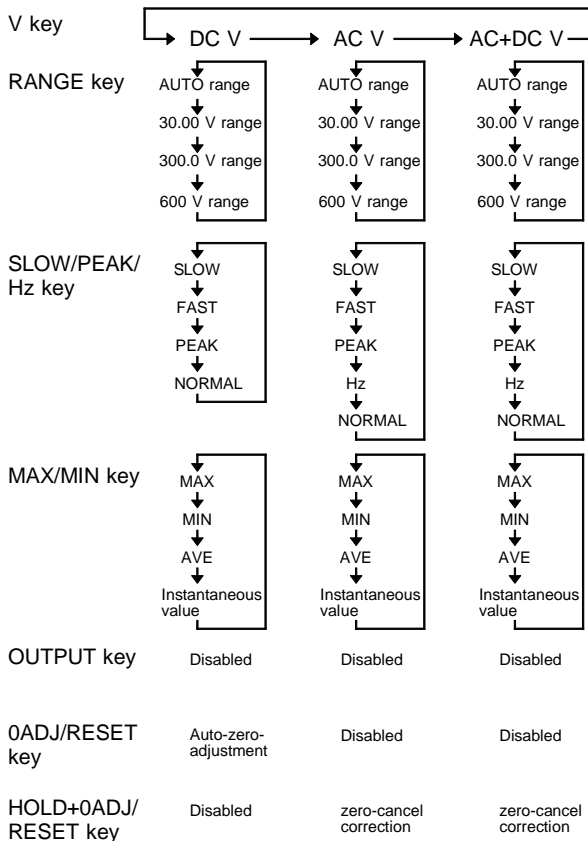 V key
DC V
AC V
AC+DC V
RANGE key
AUTO range
AUTO range
AUTO range
30.00 V range
30.00 V range
30.00 V range
300.0 V range
300.0 V range
300.0 V range
600 V range
600 V range
600 V range
SLOW/PEAK/
Hz key
SLOW
SLOW
SLOW
FAST
FAST
FAST
PEAK
PEAK
PEAK
NORMAL
Hz
Hz
NORMAL
NORMAL
MAX/MIN key
MAX
MAX
MAX
MIN
MIN
MIN
AVE
AVE
AVE
Instantaneous
value
Instantaneous
value
Instantaneous
value
OUTPUT key
Disabled
Disabled
Disabled
0ADJ/RESET
key
Auto-zero-
adjustment
Disabled
Disabled
HOLD+0ADJ/
RESET key
Disabled
zero-cancel
correction
zero-cancel
correction